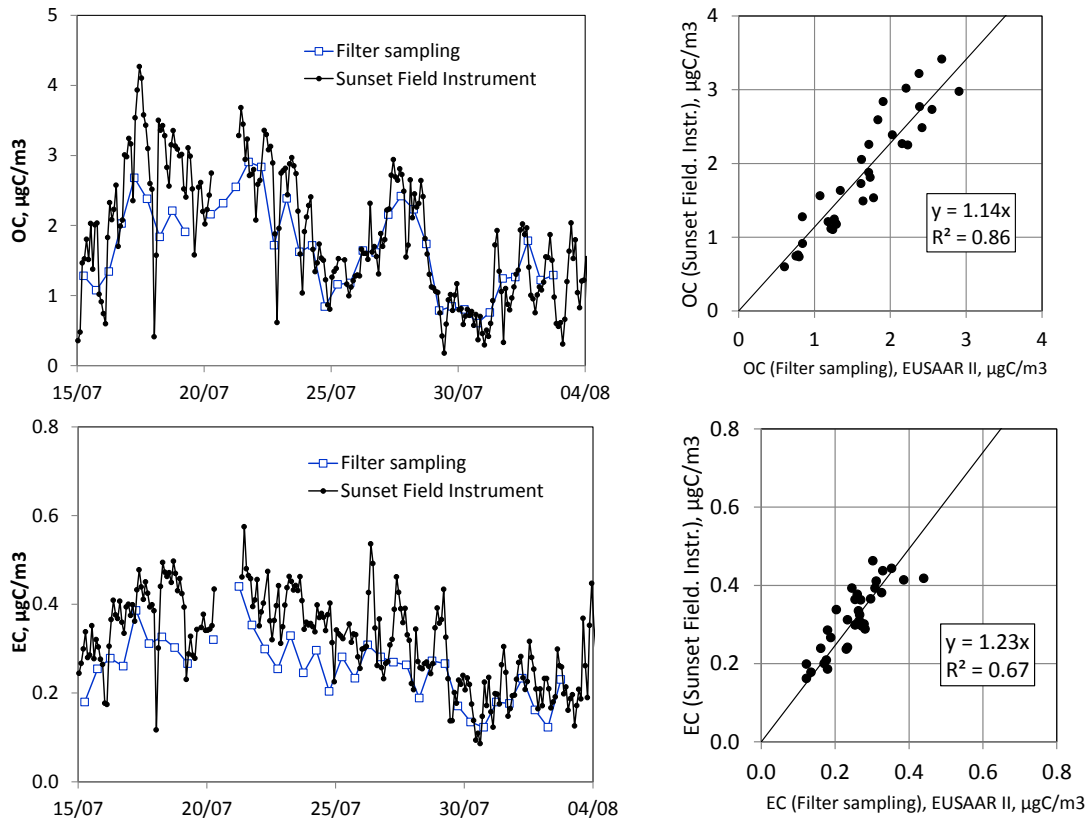 5
4
3
2
1
0
OC, µgC/m3
Filter sampling
Sunset Field Instrument
15/07
20/07
25/07
30/07
04/08
4
3
2
1
0
OC (Sunset Field. Instr.), µgC/m3
y = 1.14x
R² = 0.86
0
1
2
3
4
OC (Filter sampling), EUSAAR II, µgC/m3
0.8
0.6
0.4
0.2
0.0
EC, µgC/m3
Filter sampling
Sunset Field Instrument
15/07
20/07
25/07
30/07
04/08
0.8
0.6
0.4
0.2
0.0
EC (Sunset Field. Instr.), µgC/m3
y = 1.23x
R² = 0.67
0.0
0.2
0.4
0.6
0.8
EC (Filter sampling), EUSAAR II, µgC/m3